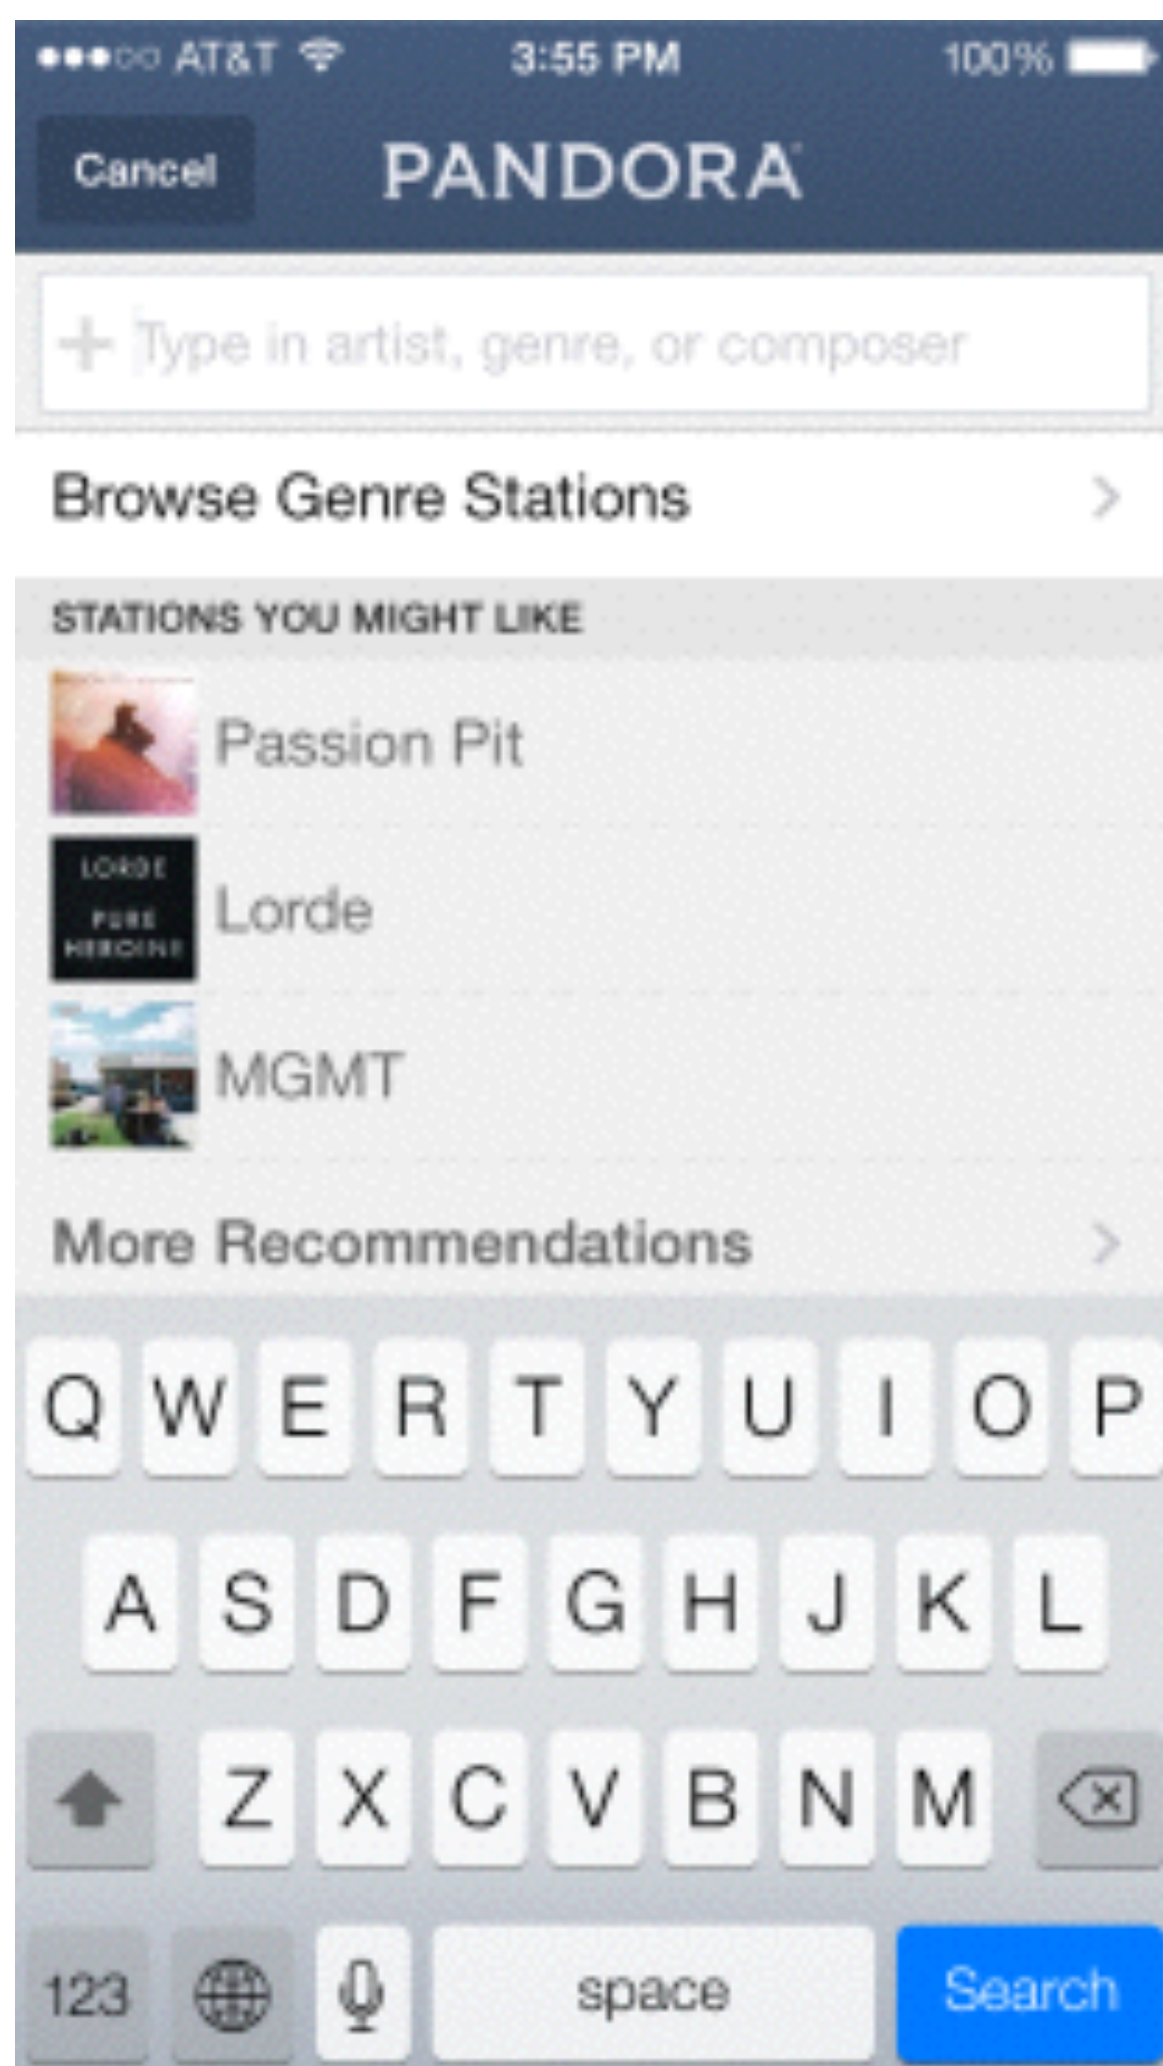 AT&T 3:55 PM 100%
Cancel PANDORA
+ Type in artist, genre, or composer
Browse Genre Stations
STATIONS YOU MIGHT LIKE
Passion Pit
LORDE
PURE
HEROINE
Lorde
MGMT
More Recommendations
Q W E R T Y U I O P
A S D F G H J K L
Z X C V B N M
123 space Search